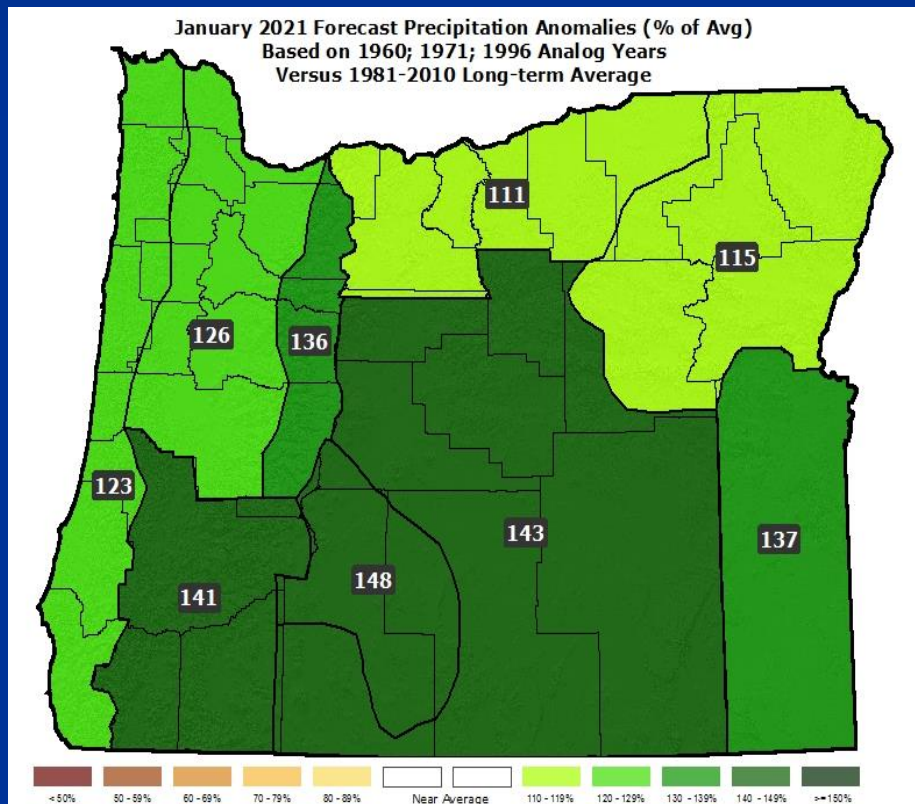 January 2021 Forecast Precipitation Anomalies (% of Avg)
Based on 1960; 1971; 1996 Analog Years
Versus 1981-2010 Long-term Average
111
115
126
136
123
143
137
148
141
< 50% 50 - 59% 60 - 69% 70 - 79% 80 - 89% Near Average 110 - 119% 120 - 129% 130 - 139% 140 - 149% >= 150%